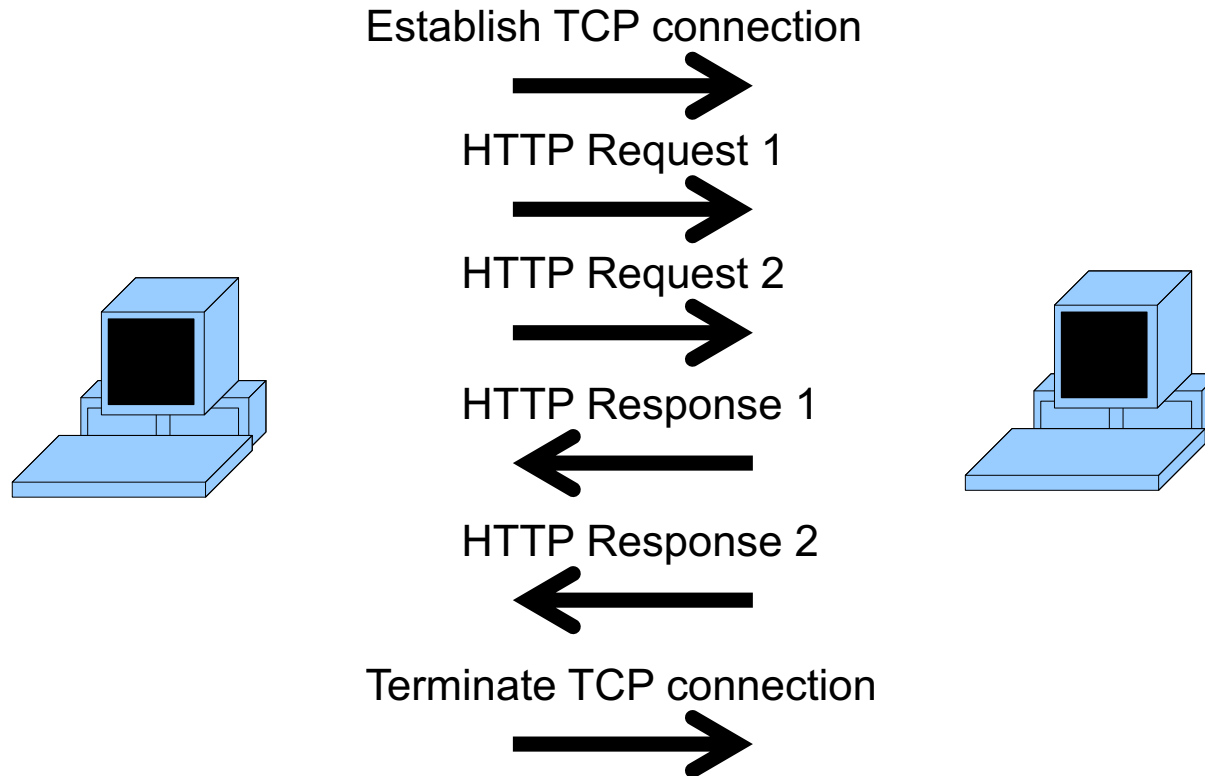 Establish TCP connection
HTTP Request 1
HTTP Request 2
HTTP Response 1
HTTP Response 2
Terminate TCP connection